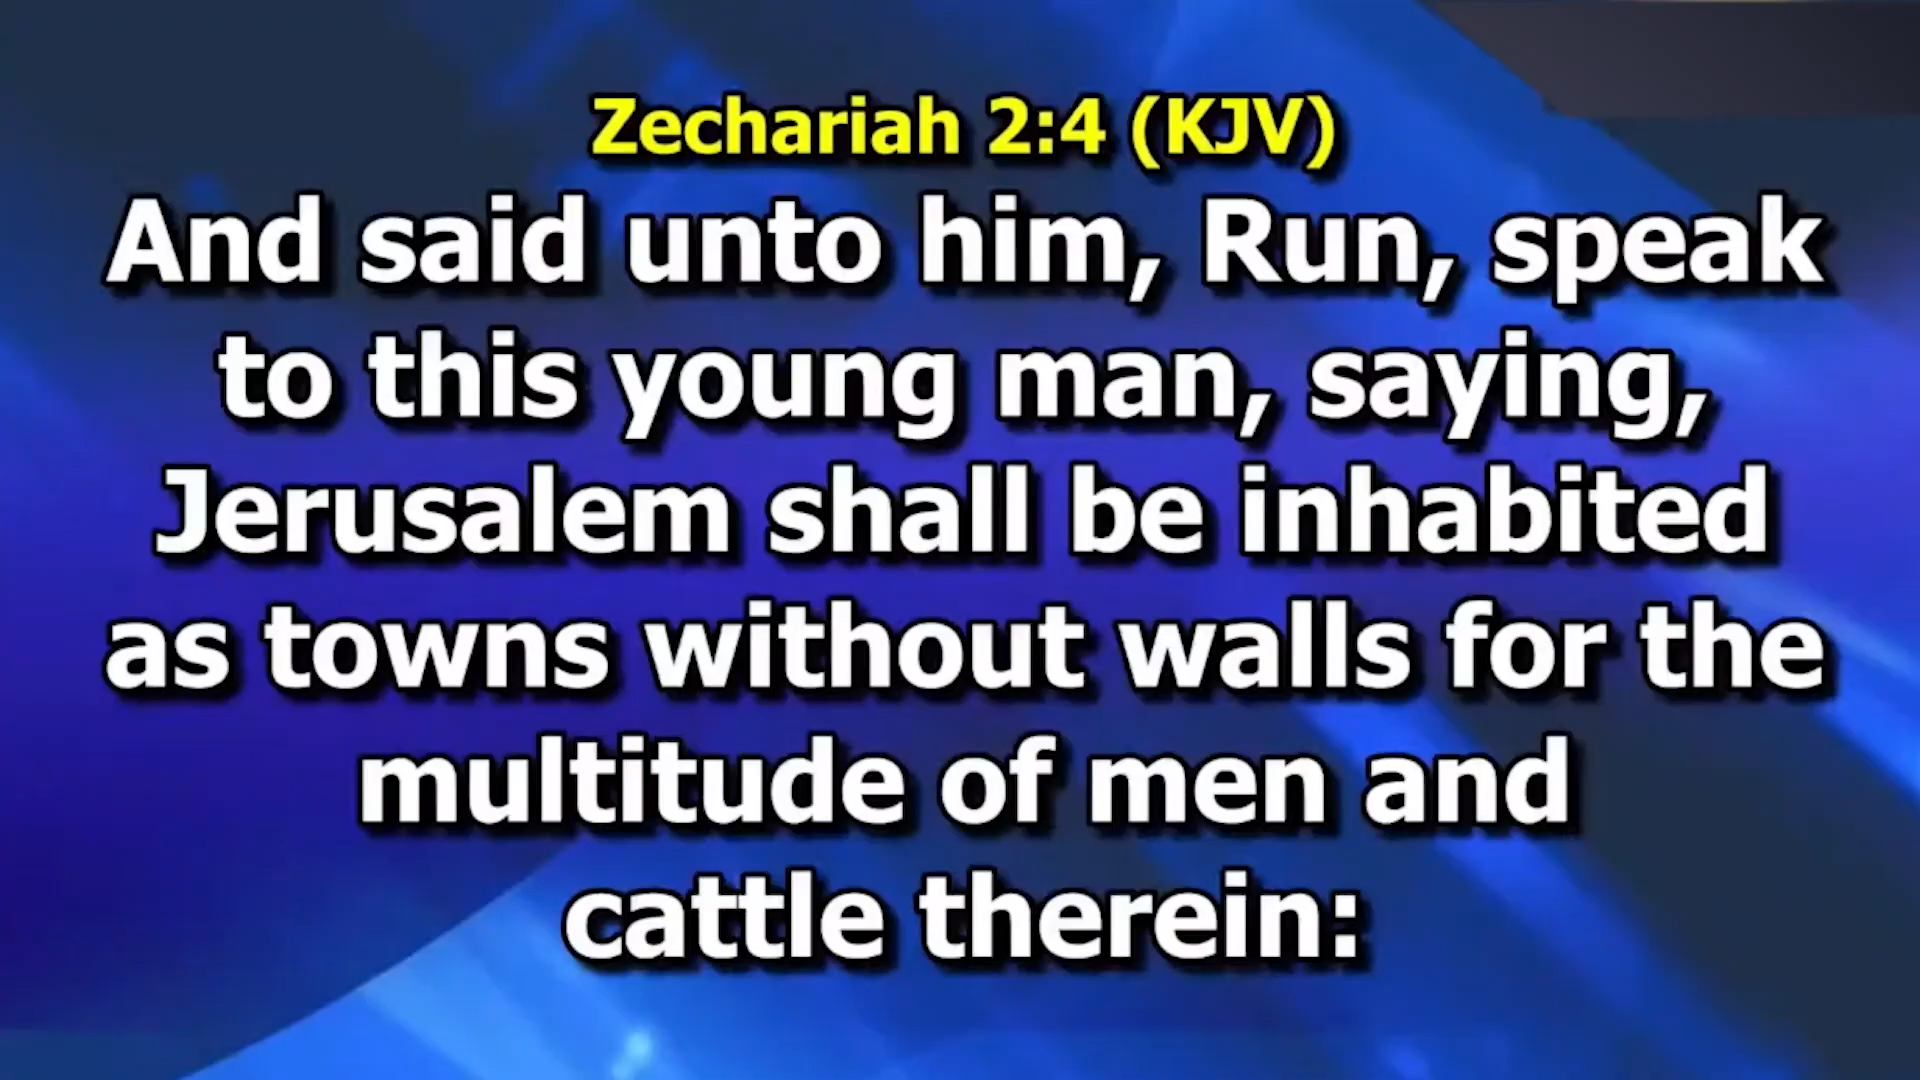 Zechariah 2:4 (KJV)
And said unto him, Run, speak
to this young man, saying,
Jerusalem shall be inhabited
as towns without walls for the
multitude of men and
cattle therein: